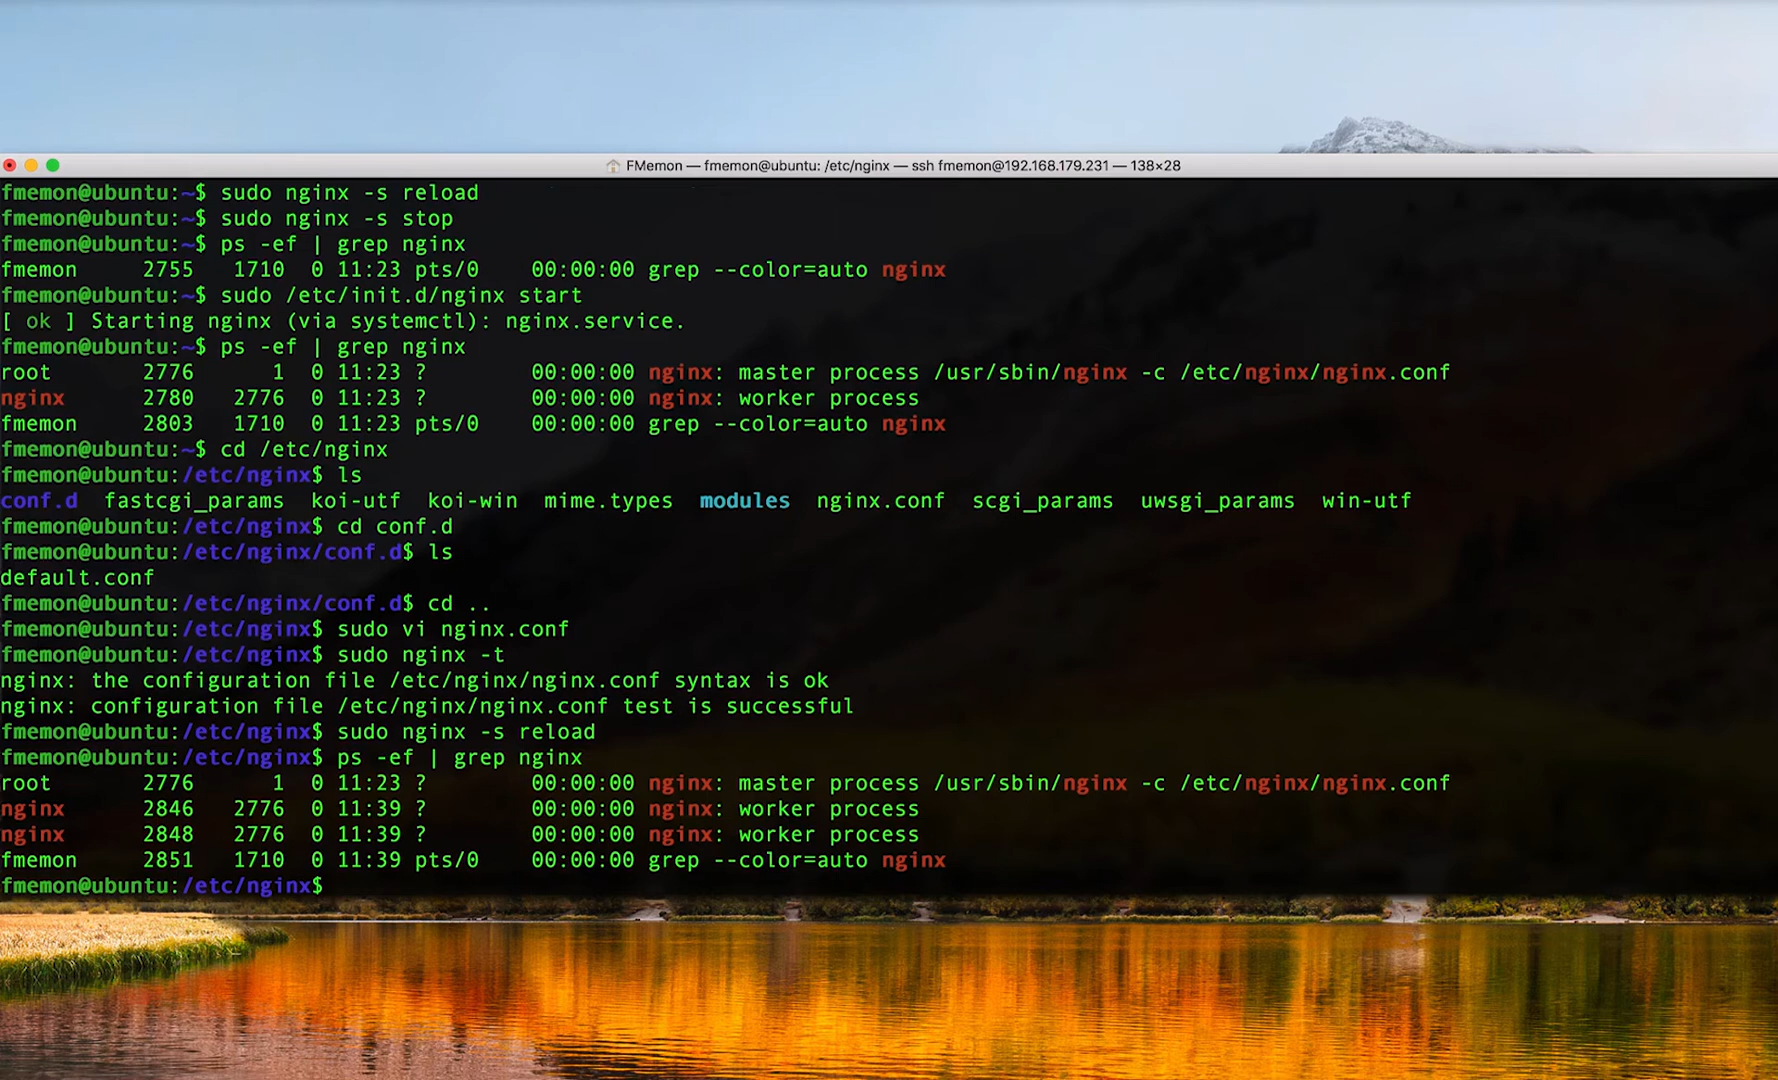 FMemon — fmemon@ubuntu: /etc/nginx — ssh fmemon@192.168.179.231 — 138×28
fmemon@ubuntu:~$ sudo nginx -s reload
fmemon@ubuntu:~$ sudo nginx -s stop
fmemon@ubuntu:~$ ps -ef | grep nginx
fmemon     2755   1710  0 11:23 pts/0    00:00:00 grep --color=auto nginx
fmemon@ubuntu:~$ sudo /etc/init.d/nginx start
[ ok ] Starting nginx (via systemctl): nginx.service.
fmemon@ubuntu:~$ ps -ef | grep nginx
root       2776      1  0 11:23 ?        00:00:00 nginx: master process /usr/sbin/nginx -c /etc/nginx/nginx.conf
nginx      2780   2776  0 11:23 ?        00:00:00 nginx: worker process
fmemon     2803   1710  0 11:23 pts/0    00:00:00 grep --color=auto nginx
fmemon@ubuntu:~$ cd /etc/nginx
fmemon@ubuntu:/etc/nginx$ ls
conf.d  fastcgi_params  koi-utf  koi-win  mime.types  modules  nginx.conf  scgi_params  uwsgi_params  win-utf
fmemon@ubuntu:/etc/nginx$ cd conf.d
fmemon@ubuntu:/etc/nginx/conf.d$ ls
default.conf
fmemon@ubuntu:/etc/nginx/conf.d$ cd ..
fmemon@ubuntu:/etc/nginx$ sudo vi nginx.conf
fmemon@ubuntu:/etc/nginx$ sudo nginx -t
nginx: the configuration file /etc/nginx/nginx.conf syntax is ok
nginx: configuration file /etc/nginx/nginx.conf test is successful
fmemon@ubuntu:/etc/nginx$ sudo nginx -s reload
fmemon@ubuntu:/etc/nginx$ ps -ef | grep nginx
root       2776      1  0 11:23 ?        00:00:00 nginx: master process /usr/sbin/nginx -c /etc/nginx/nginx.conf
nginx      2846   2776  0 11:39 ?        00:00:00 nginx: worker process
nginx      2848   2776  0 11:39 ?        00:00:00 nginx: worker process
fmemon     2851   1710  0 11:39 pts/0    00:00:00 grep --color=auto nginx
fmemon@ubuntu:/etc/nginx$